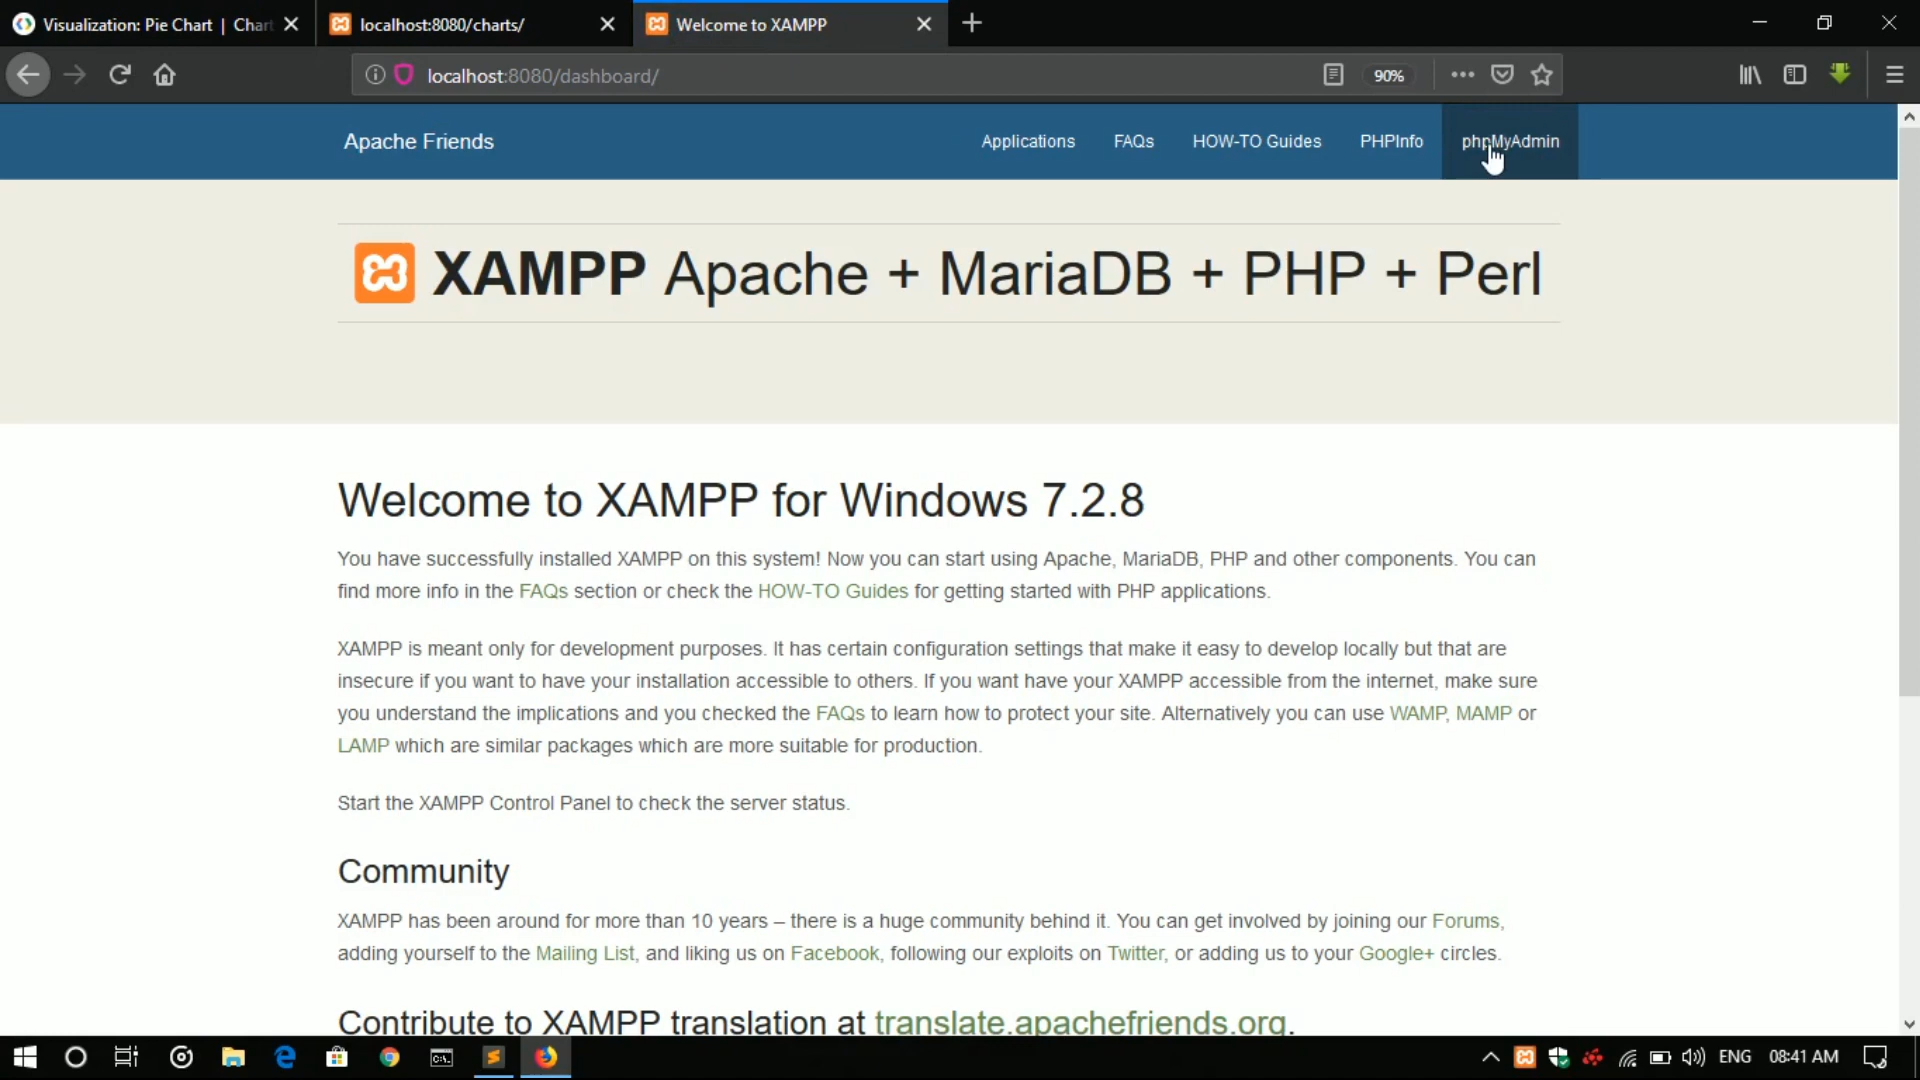 Visualization: Pie Chart | Chart
localhost:8080/charts/
Welcome to XAMPP
localhost:8080/dashboard/
90%
Apache Friends
Applications
FAQs
HOW-TO Guides
PHPInfo
phpMyAdmin
XAMPP Apache + MariaDB + PHP + Perl
Welcome to XAMPP for Windows 7.2.8
You have successfully installed XAMPP on this system! Now you can start using Apache, MariaDB, PHP and other components. You can
find more info in the FAQs section or check the HOW-TO Guides for getting started with PHP applications.
XAMPP is meant only for development purposes. It has certain configuration settings that make it easy to develop locally but that are
insecure if you want to have your installation accessible to others. If you want have your XAMPP accessible from the internet, make sure
you understand the implications and you checked the FAQs to learn how to protect your site. Alternatively you can use WAMP, MAMP or
LAMP which are similar packages which are more suitable for production.
Start the XAMPP Control Panel to check the server status.
Community
XAMPP has been around for more than 10 years – there is a huge community behind it. You can get involved by joining our Forums,
adding yourself to the Mailing List, and liking us on Facebook, following our exploits on Twitter, or adding us to your Google+ circles.
Contribute to XAMPP translation at translate.apachefriends.org.
ENG
08:41 AM